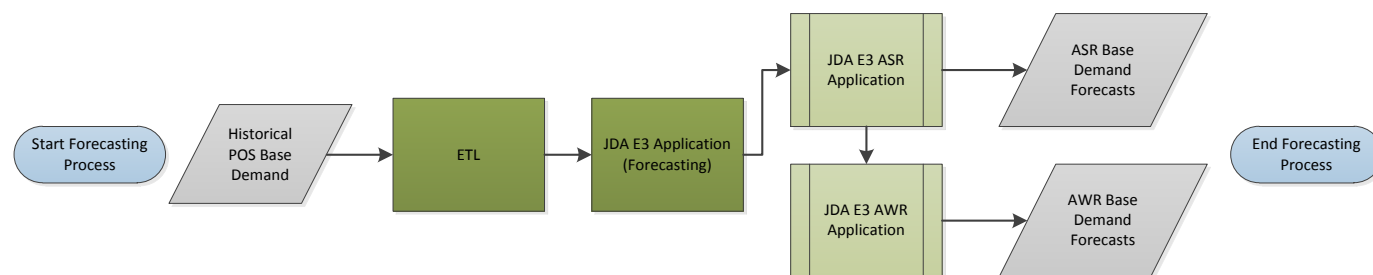 Start Forecasting
Process
Historical
POS Base
Demand
ETL
JDA E3 Application
(Forecasting)
JDA E3 ASR
Application
ASR Base
Demand
Forecasts
JDA E3 AWR
Application
AWR Base
Demand
Forecasts
End Forecasting
Process